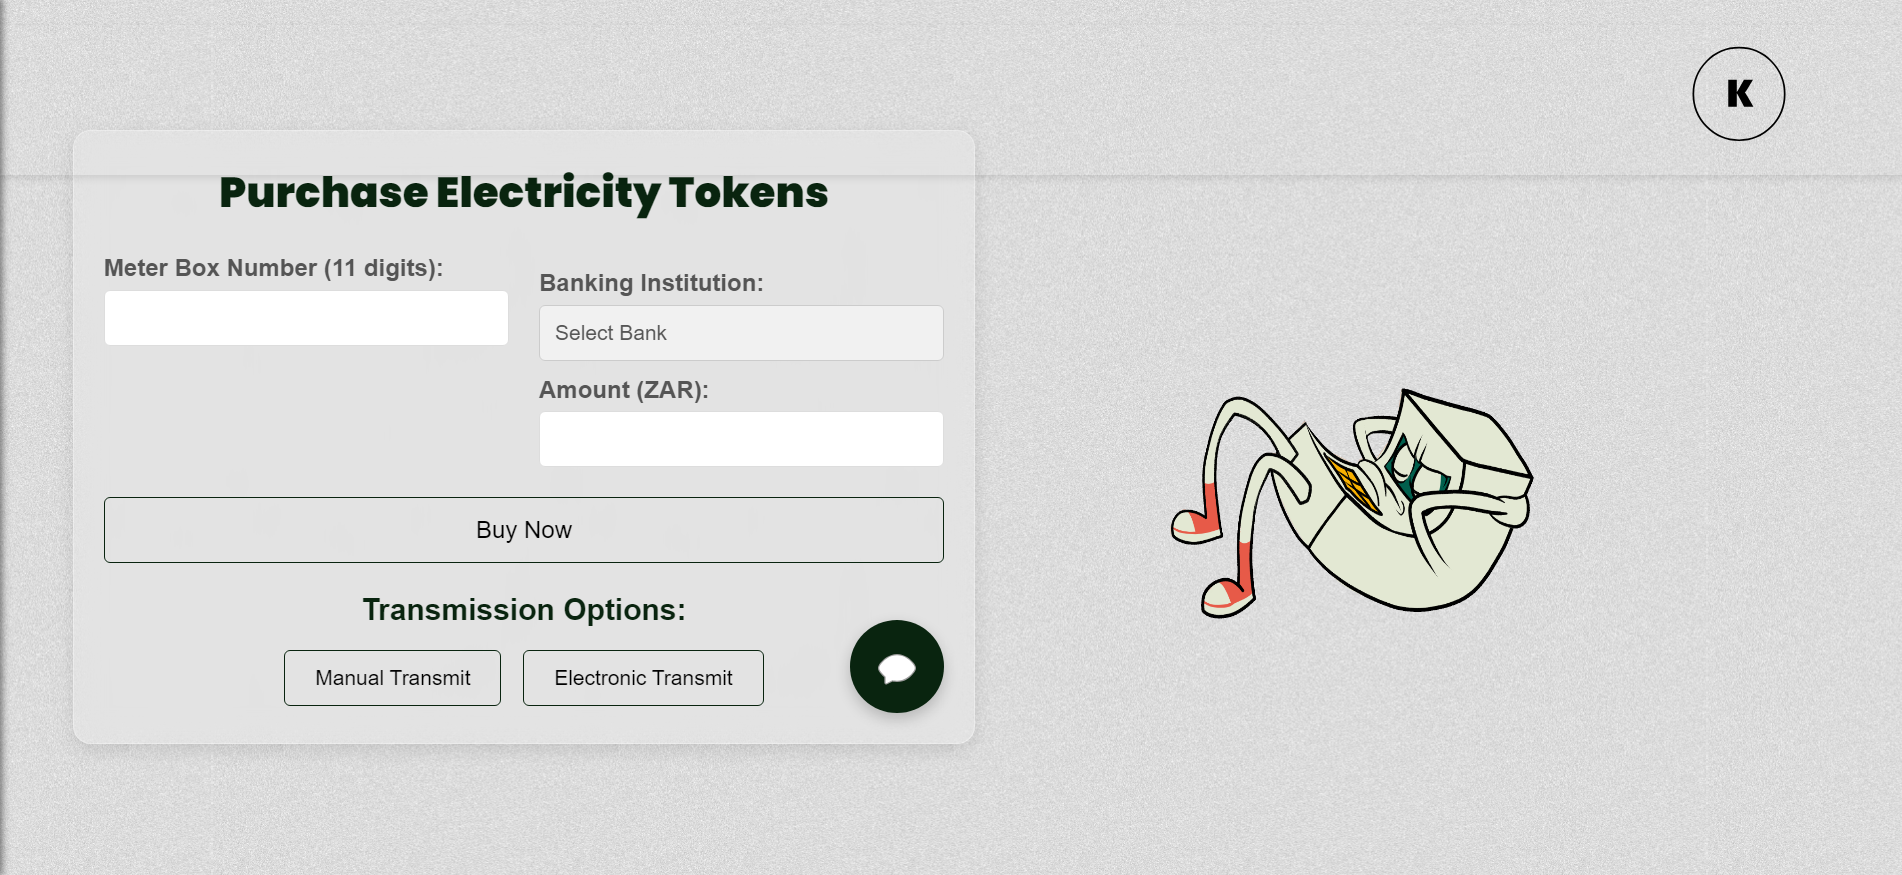 K
Purchase Electricity Tokens
Meter Box Number (11 digits):
Banking Institution:
Select Bank
Amount (ZAR):
Buy Now
Transmission Options:
Manual Transmit
Electronic Transmit